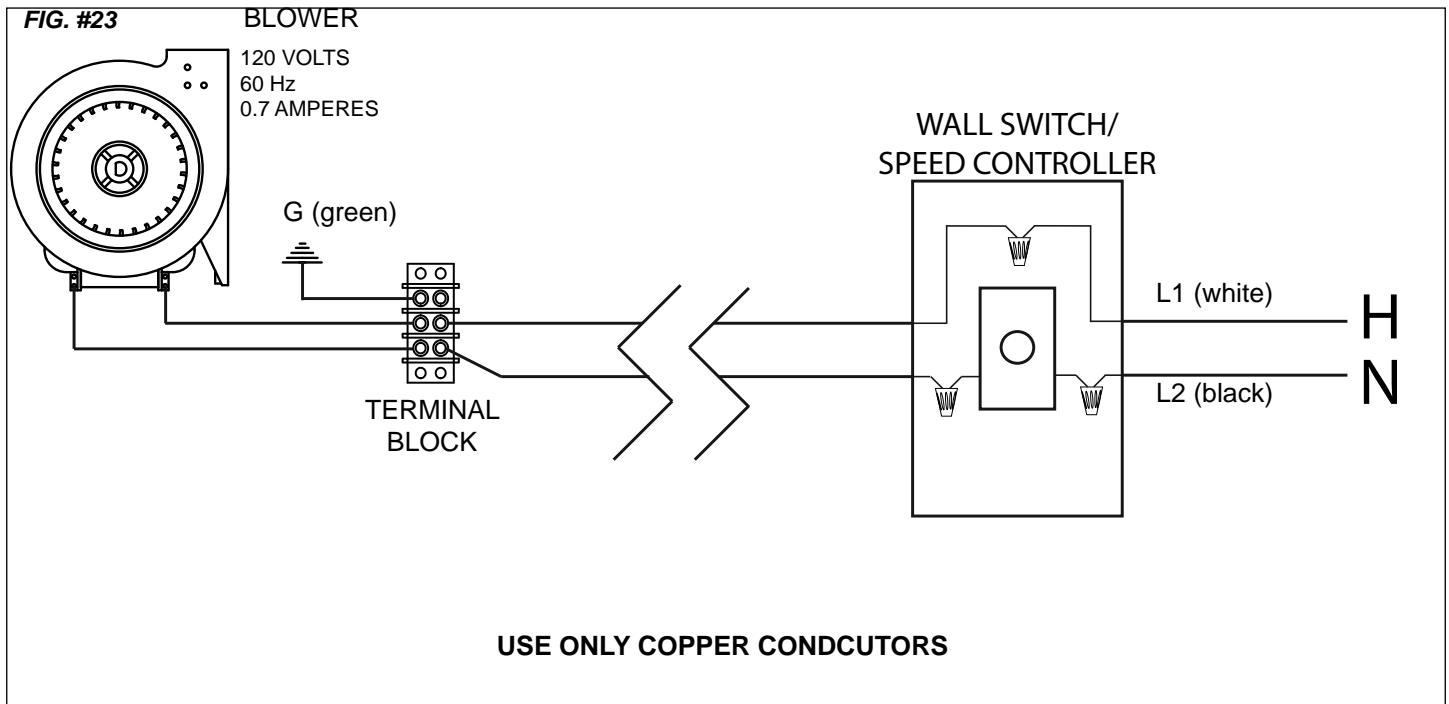 FIG. #23
BLOWER
120 VOLTS
60 Hz
0.7 AMPERES
D
WALL SWITCH/
SPEED CONTROLLER
G (green)
L1 (white)
H
L2 (black)
N
TERMINAL
BLOCK
USE ONLY COPPER CONDCUTORS